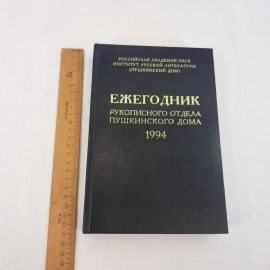 РОССИЙСКАЯ АКАДЕМИЯ НАУК
ИНСТИТУТ РУССКОЙ ЛИТЕРАТУРЫ
(ПУШКИНСКИЙ ДОМ)
ЕЖЕГОДНИК
РУКОПИСНОГО ОТДЕЛА
ПУШКИНСКОГО ДОМА
1994